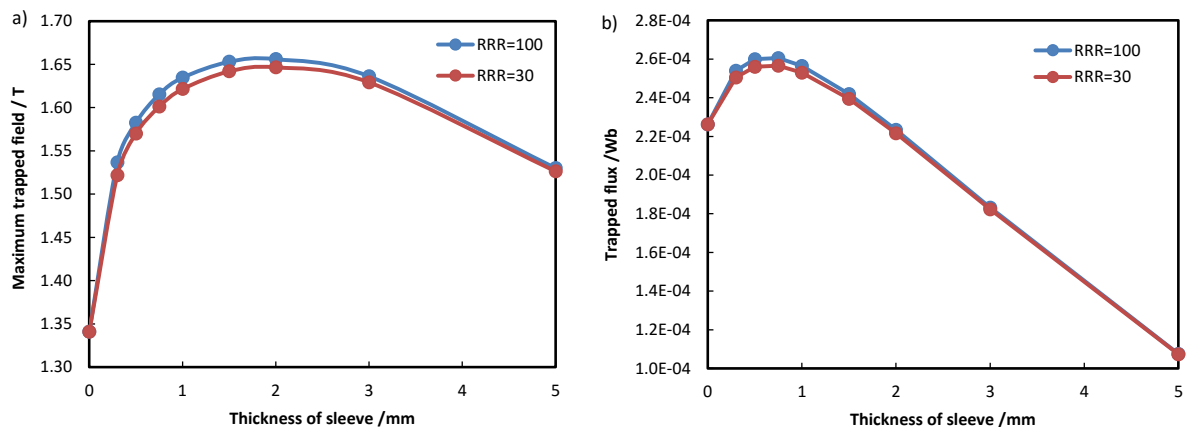 a)
Maximum trapped field / T
1.70
1.65
1.60
1.55
1.50
1.45
1.40
1.35
1.30
RRR=100
RRR=30
0 1 2 3 4 5
Thickness of sleeve /mm
b)
Trapped flux /Wb
2.8E-04
2.6E-04
2.4E-04
2.2E-04
2.0E-04
1.8E-04
1.6E-04
1.4E-04
1.2E-04
1.0E-04
RRR=100
RRR=30
0 1 2 3 4 5
Thickness of sleeve /mm